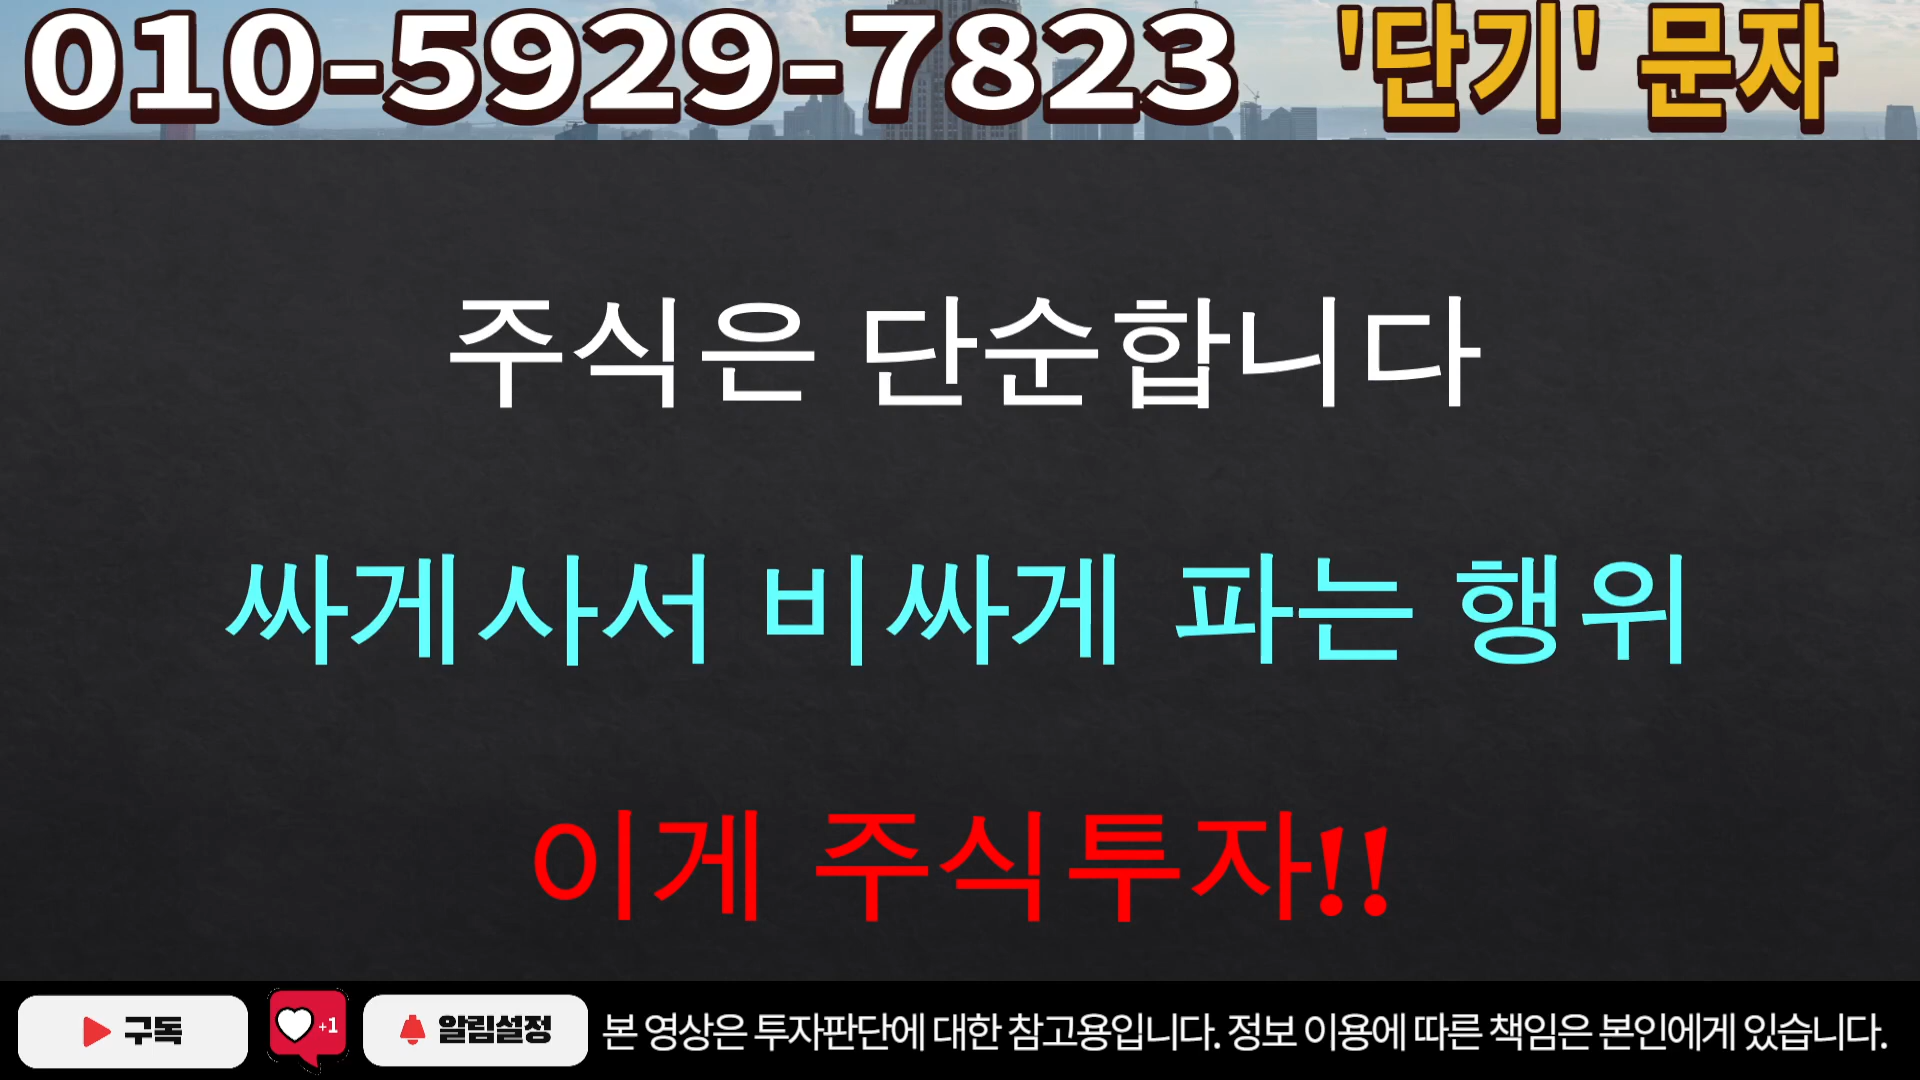 010-5929-7823 '단기' 문자
주식은 단순합니다
싸게사서 비싸게 파는 행위
이게 주식투자!!
구독 +1 알림설정 본 영상은 투자판단에 대한 참고용입니다. 정보 이용에 따른 책임은 본인에게 있습니다.